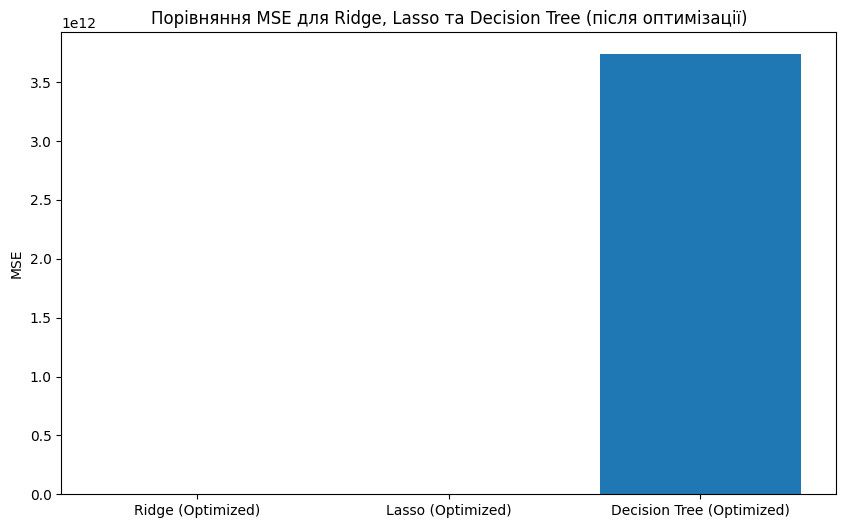 Порівняння MSE для Ridge, Lasso та Decision Tree (після оптимізації)
1e12
3.5
3.0
2.5
2.0
1.5
1.0
0.5
0.0
MSE
Ridge (Optimized)
Lasso (Optimized)
Decision Tree (Optimized)